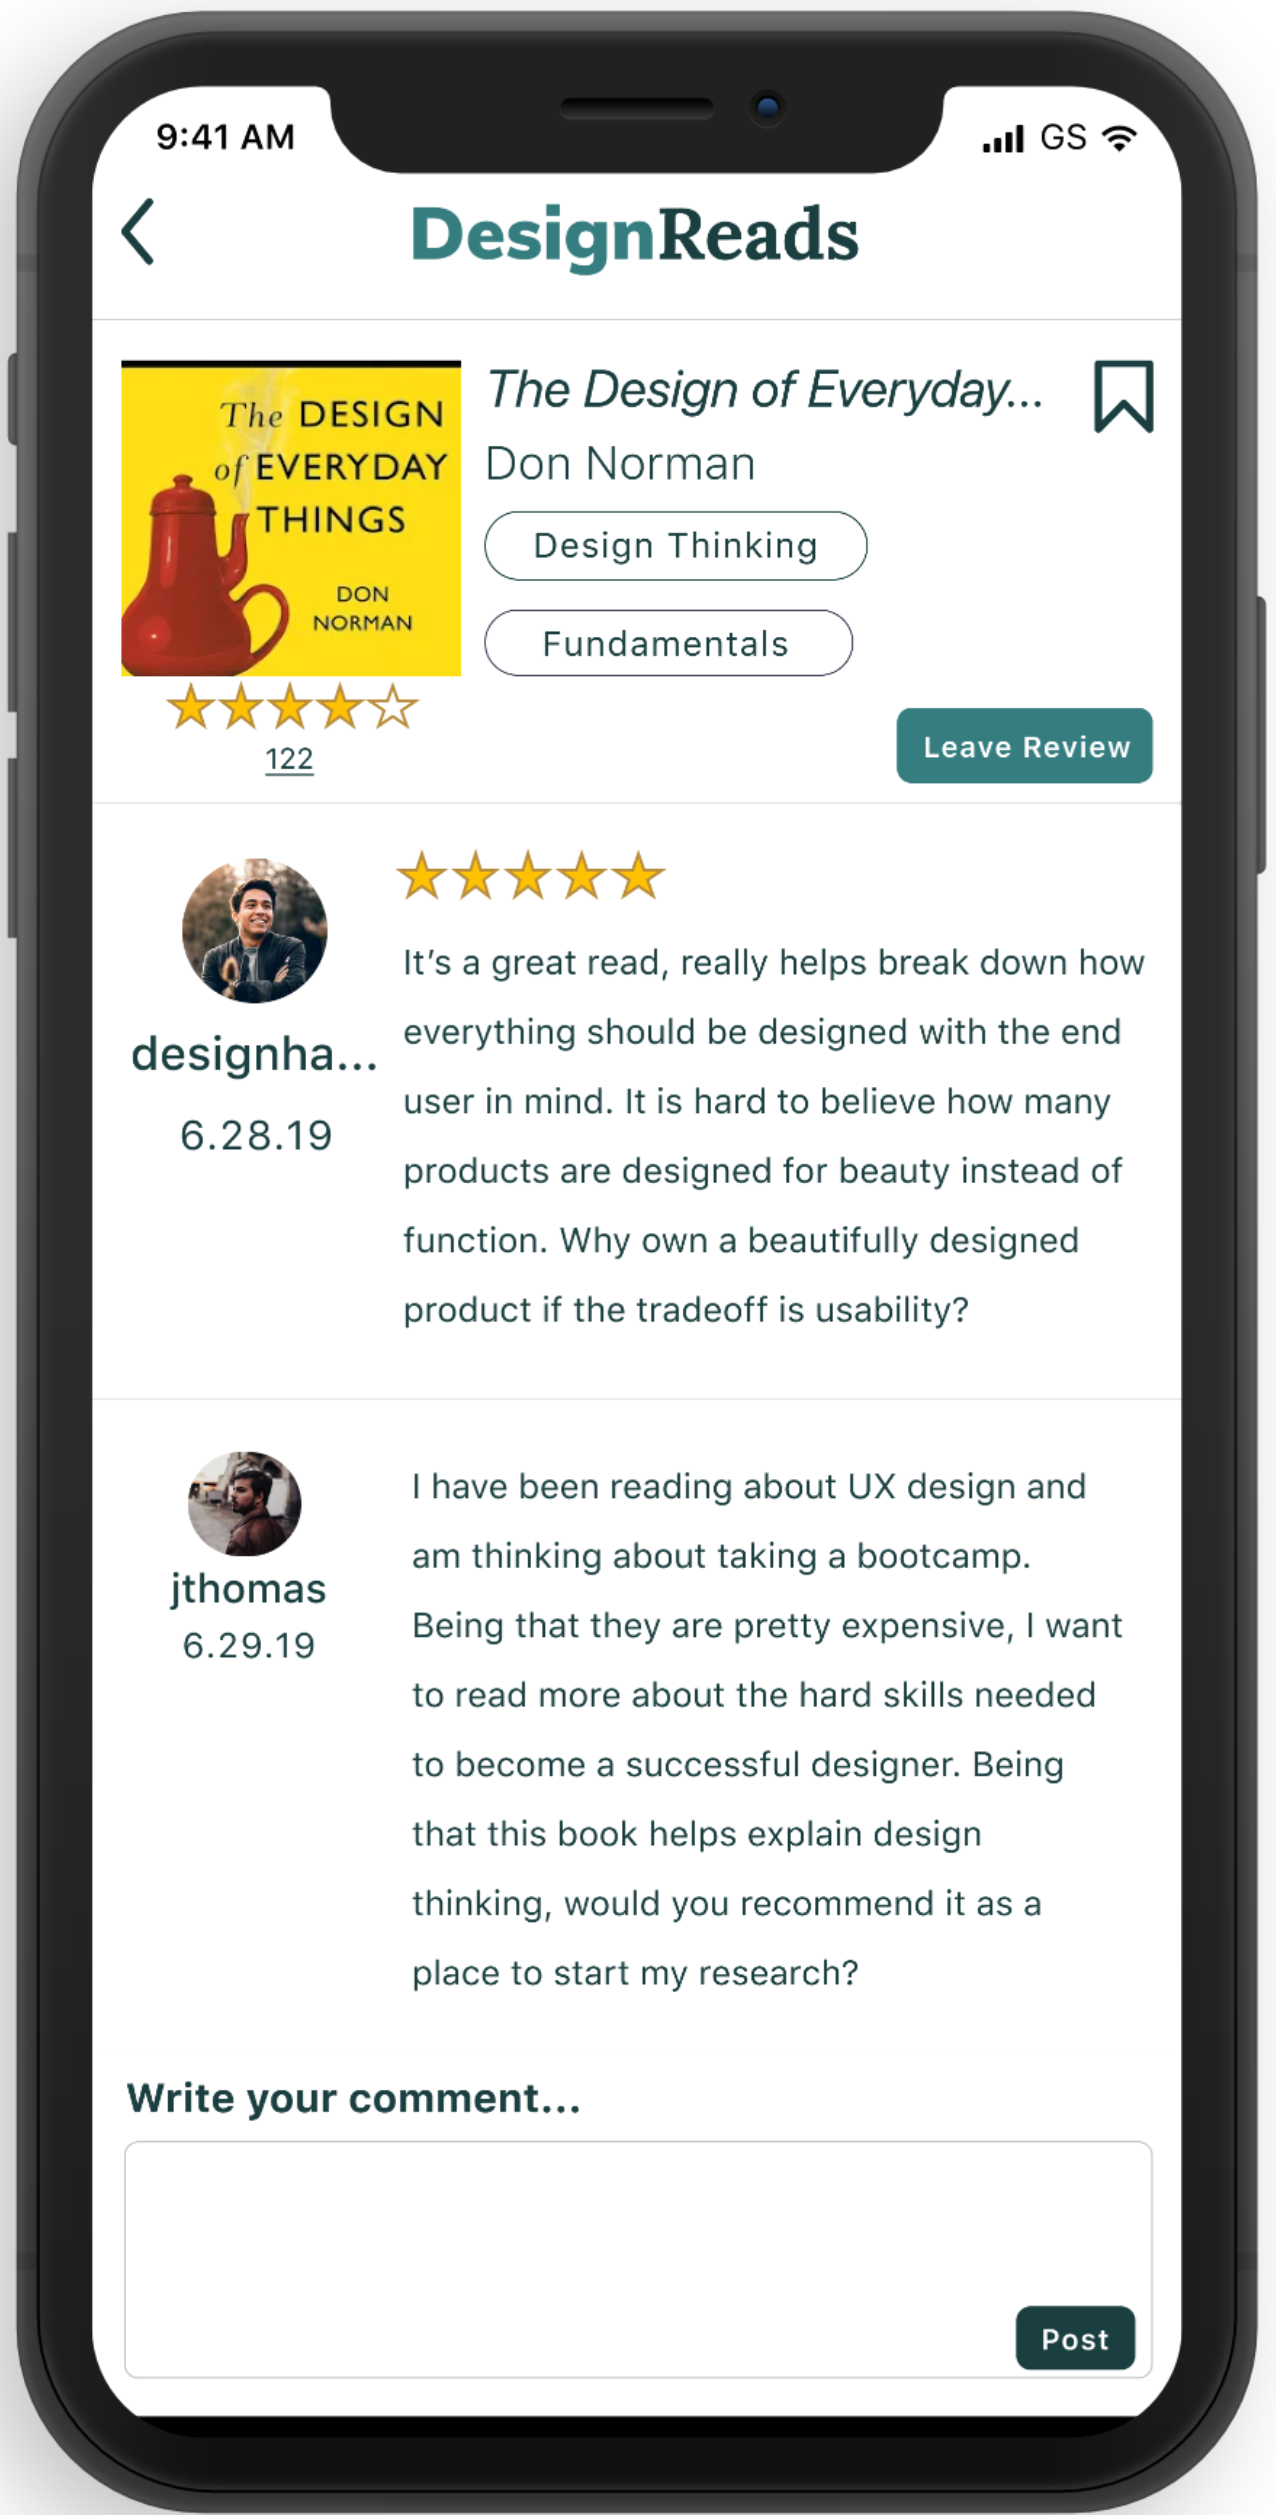 9:41 AM
GS
DesignReads
The DESIGN
of EVERYDAY
THINGS
DON
NORMAN
The Design of Everyday...
Don Norman
Design Thinking
Fundamentals
122
Leave Review
designha...
6.28.19
It's a great read, really helps break down how
everything should be designed with the end
user in mind. It is hard to believe how many
products are designed for beauty instead of
function. Why own a beautifully designed
product if the tradeoff is usability?
jthomas
6.29.19
I have been reading about UX design and
am thinking about taking a bootcamp.
Being that they are pretty expensive, I want
to read more about the hard skills needed
to become a successful designer. Being
that this book helps explain design
thinking, would you recommend it as a
place to start my research?
Write your comment...
Post